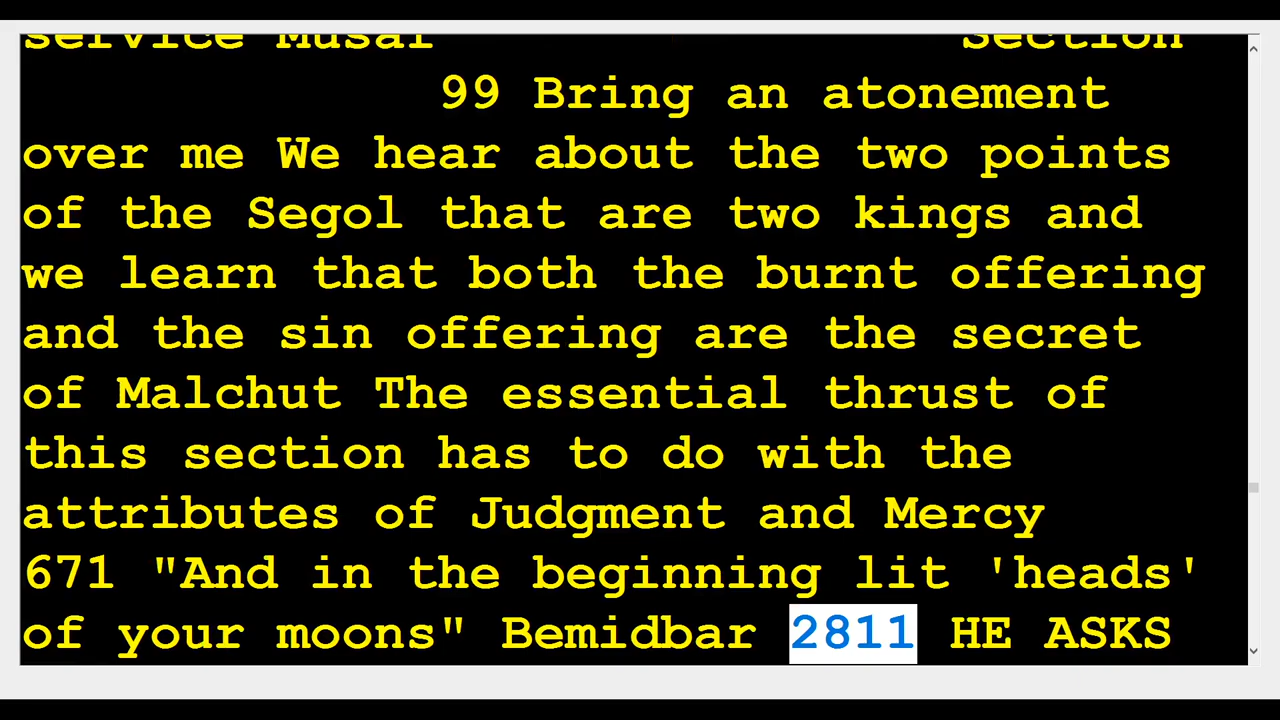 service Musaf Section
99 Bring an atonement
over me We hear about the two points
of the Segol that are two kings and
we learn that both the burnt offering
and the sin offering are the secret
of Malchut The essential thrust of
this section has to do with the
attributes of Judgment and Mercy
671 "And in the beginning lit 'heads'
of your moons" Bemidbar 2811 HE ASKS